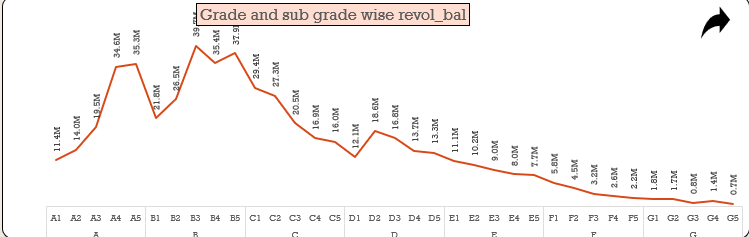 Grade and sub grade wise revol_bal
11.4M 14.0M 19.5M 34.6M 35.3M 21.8M 26.5M 35.4M 29.4M 27.3M 20.5M 16.9M 16.0M 12.1M 18.6M 16.8M 13.7M 13.3M 11.1M 10.2M 9.0M 8.0M 7.7M 5.8M 4.5M 3.2M 2.6M 2.2M 1.8M 1.7M 0.8M 1.4M 0.7M
A1 A2 A3 A4 A5 B1 B2 B3 B4 B5 C1 C2 C3 C4 C5 D1 D2 D3 D4 D5 E1 E2 E3 E4 E5 F1 F2 F3 F4 F5 G1 G2 G3 G4 G5
A B C D E F G